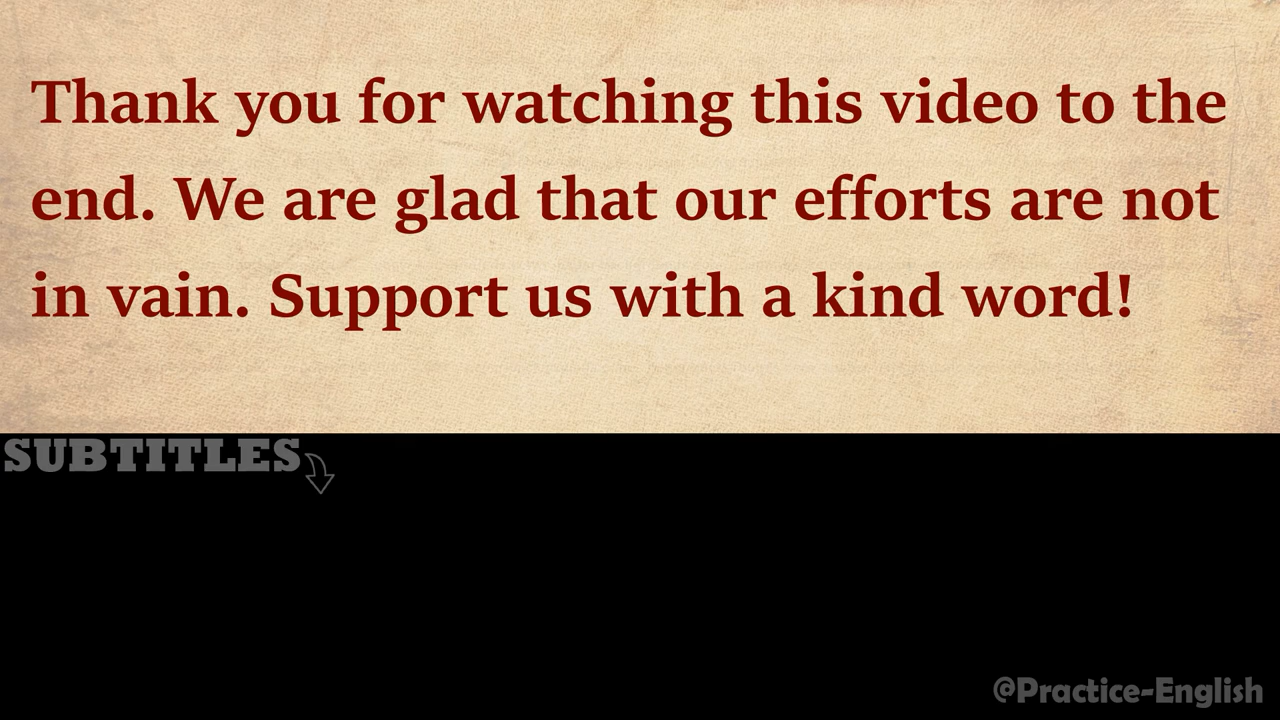 Thank you for watching this video to the
end. We are glad that our efforts are not
in vain. Support us with a kind word!
SUBTITLES
@Practice-English